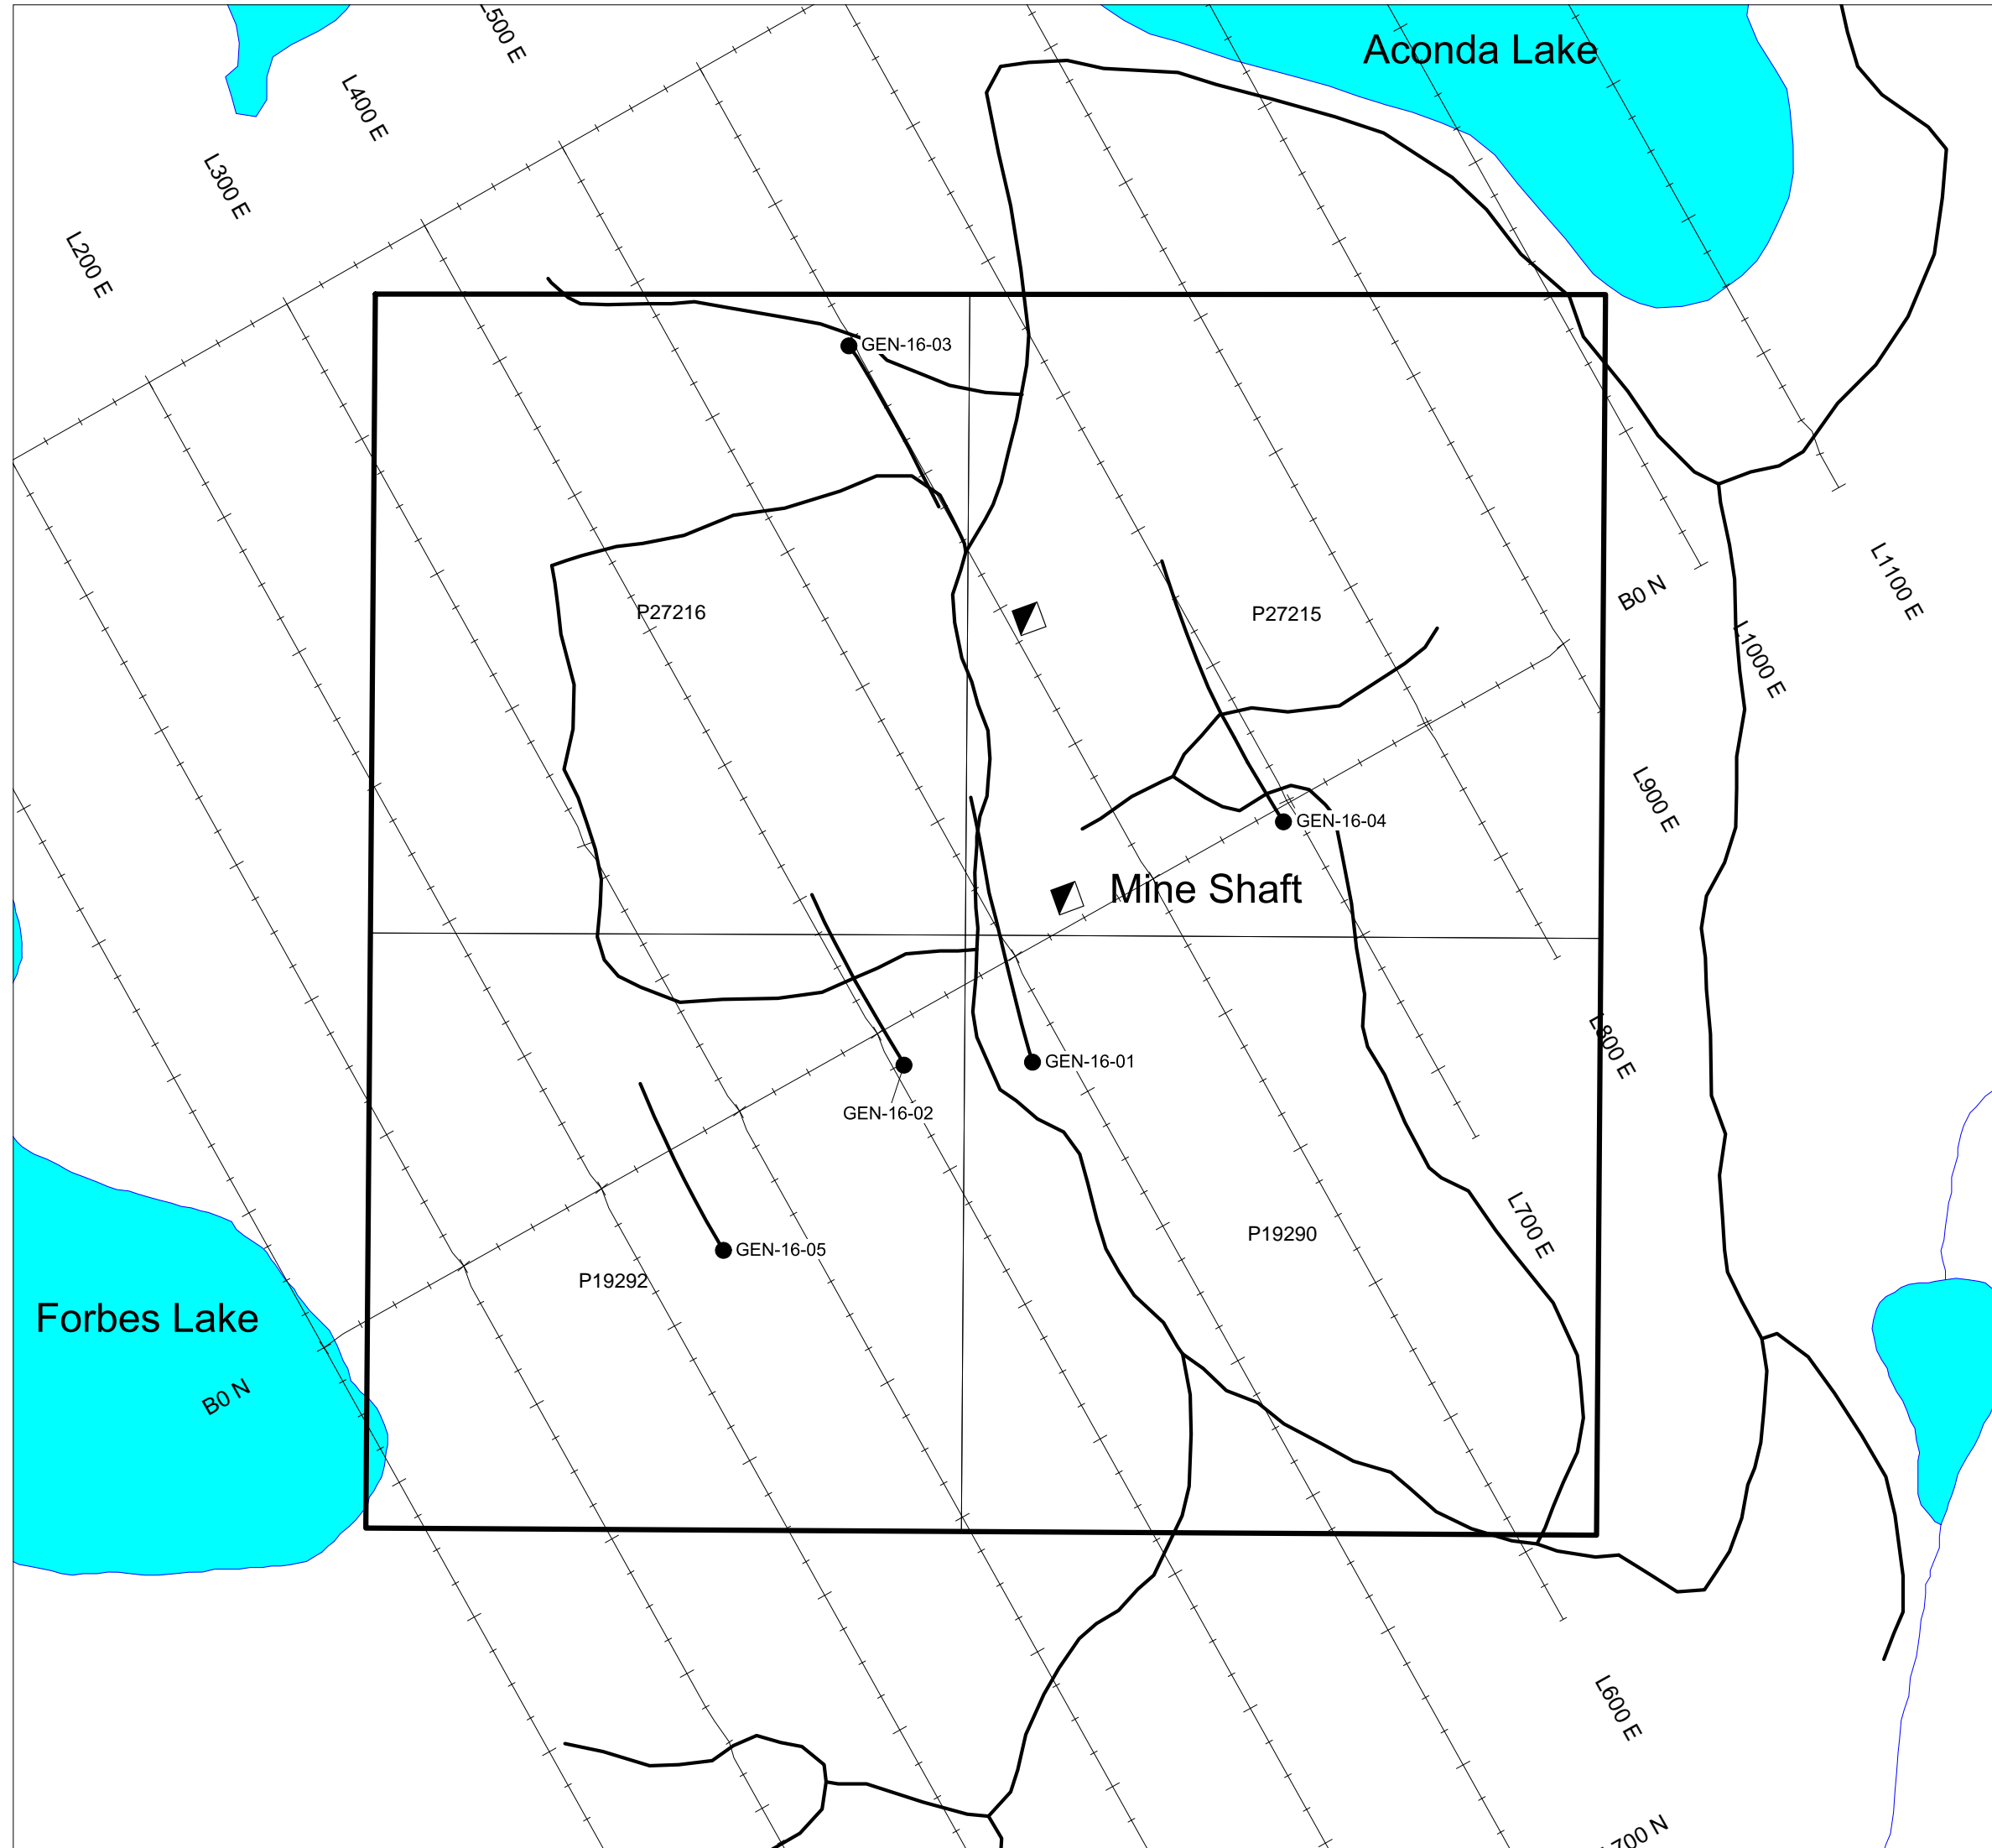 L500 E
Aconda Lake
L400 E
L300 E
L200 E
GEN-16-03
L1100 E
B0 N
P27216
P27215
L1000 E
L900 E
GEN-16-04
Mine Shaft
L800 E
GEN-16-01
GEN-16-02
L700 E
P19290
GEN-16-05
P19292
Forbes Lake
B0 N
L600 E